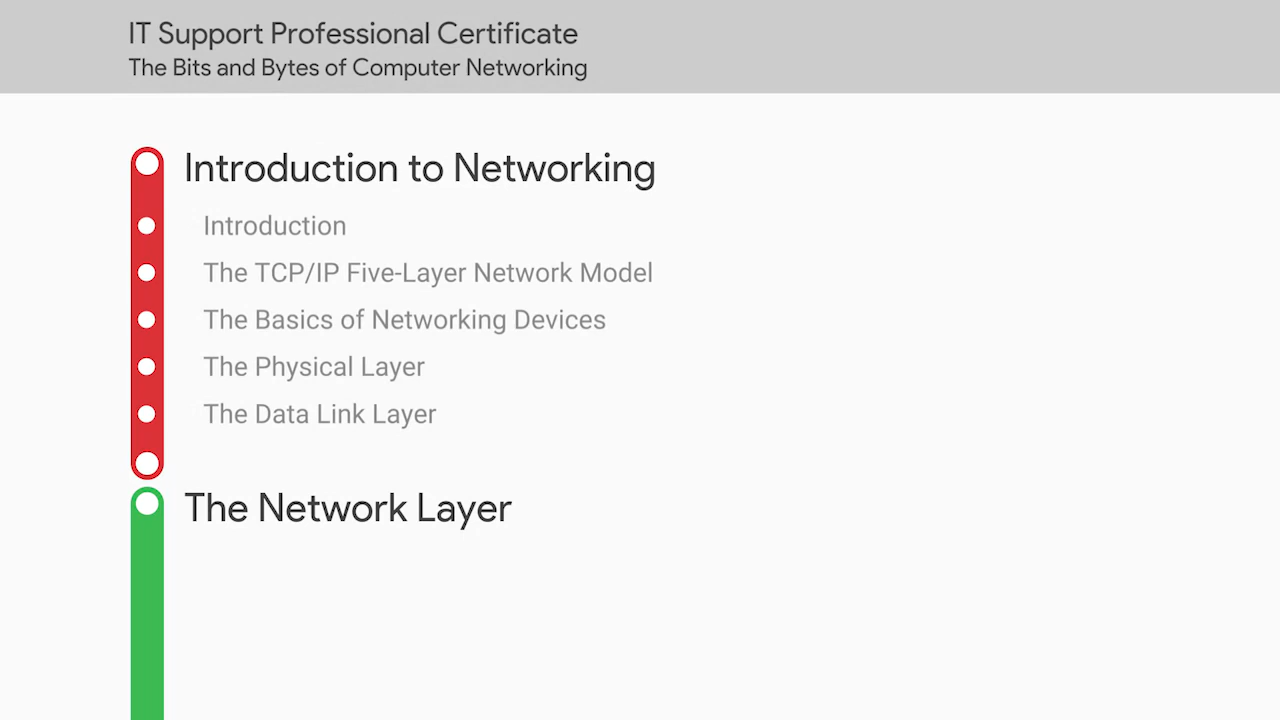 IT Support Professional Certificate
The Bits and Bytes of Computer Networking
Introduction to Networking
Introduction
The TCP/IP Five-Layer Network Model
The Basics of Networking Devices
The Physical Layer
The Data Link Layer
The Network Layer